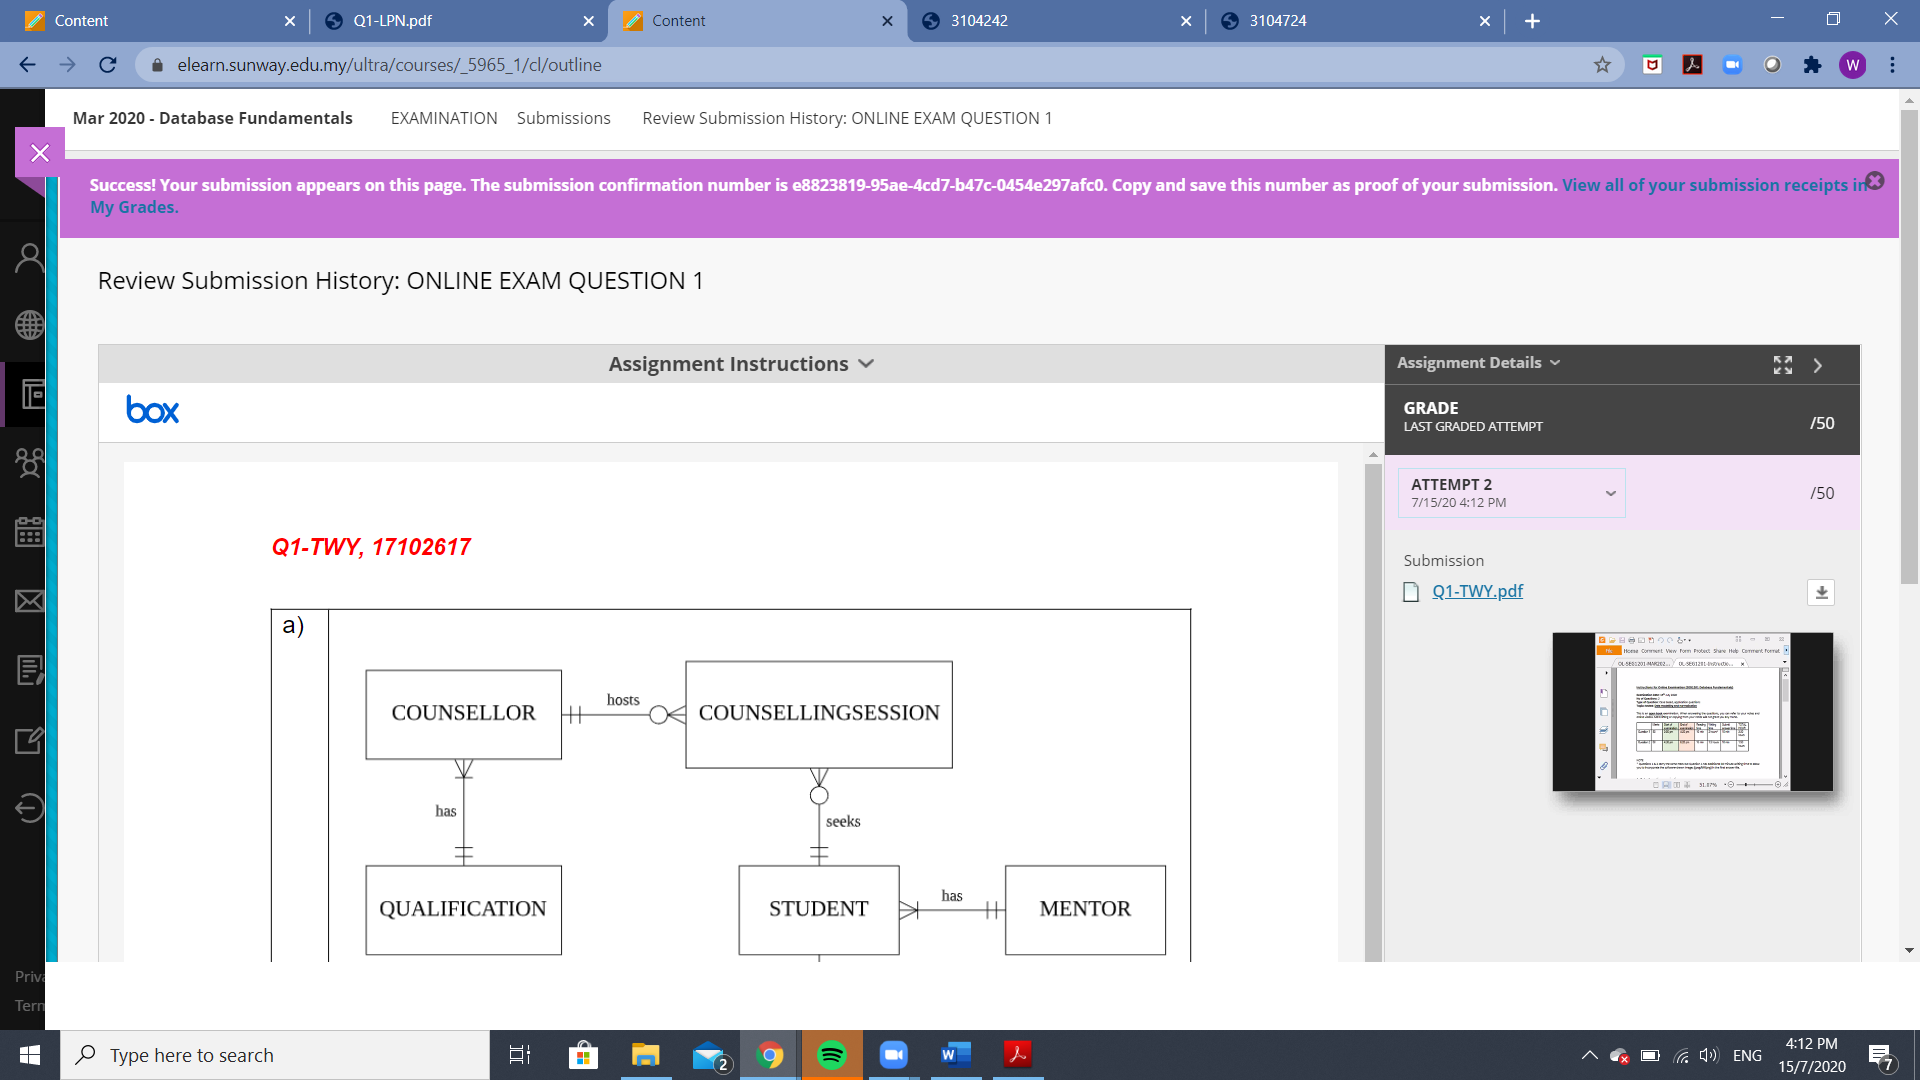 Content
Q1-LPN.pdf
Content
3104242
3104724
elearn.sunway.edu.my/ultra/courses/_5965_1/cl/outline
W
Mar 2020 - Database Fundamentals
EXAMINATION
Submissions
Review Submission History: ONLINE EXAM QUESTION 1
Success! Your submission appears on this page. The submission confirmation number is e8823819-95ae-4cd7-b47c-0454e297afc0. Copy and save this number as proof of your submission. View all of your submission receipts in
My Grades.
Review Submission History: ONLINE EXAM QUESTION 1
Assignment Instructions
Assignment Details
box
GRADE
LAST GRADED ATTEMPT
/50
ATTEMPT 2
7/15/20 4:12 PM
/50
Submission
Q1-TWY.pdf
Q1-TWY, 17102617
a)
COUNSELLOR
hosts
COUNSELLINGSESSION
has
seeks
QUALIFICATION
STUDENT
has
MENTOR
Priva
Term
Type here to search
2
W
ENG
4:12 PM
15/7/2020
7